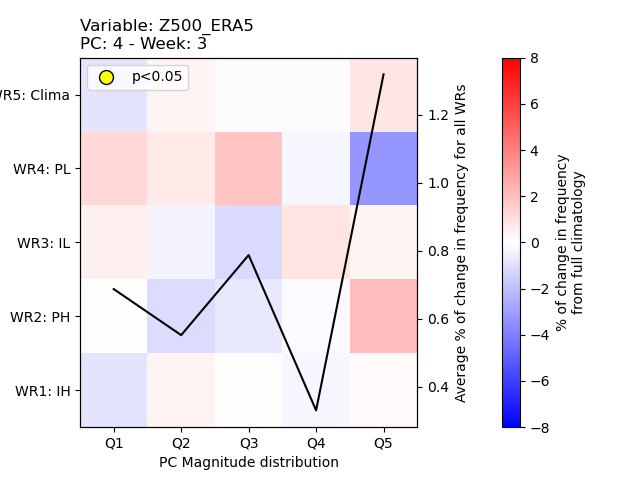 Variable: Z500_ERA5
PC: 4 - Week: 3
p<0.05
WR5: Clima
WR4: PL
WR3: IL
WR2: PH
WR1: IH
Q1 Q2 Q3 Q4 Q5
PC Magnitude distribution
1.2
1.0
0.8
0.6
0.4
Average % of change in frequency for all WRs
8
6
4
2
0
−2
−4
−6
−8
% of change in frequency
from full climatology